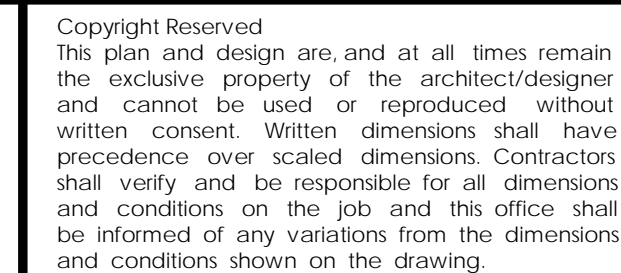 Copyright Reserved
This plan and design are, and at all times remain
the exclusive property of the architect/designer
and cannot be used or reproduced without
written consent. Written dimensions shall have
precedence over scaled dimensions. Contractors
shall verify and be responsible for all dimensions
and conditions on the job and this office shall
be informed of any variations from the dimensions
and conditions shown on the drawing.